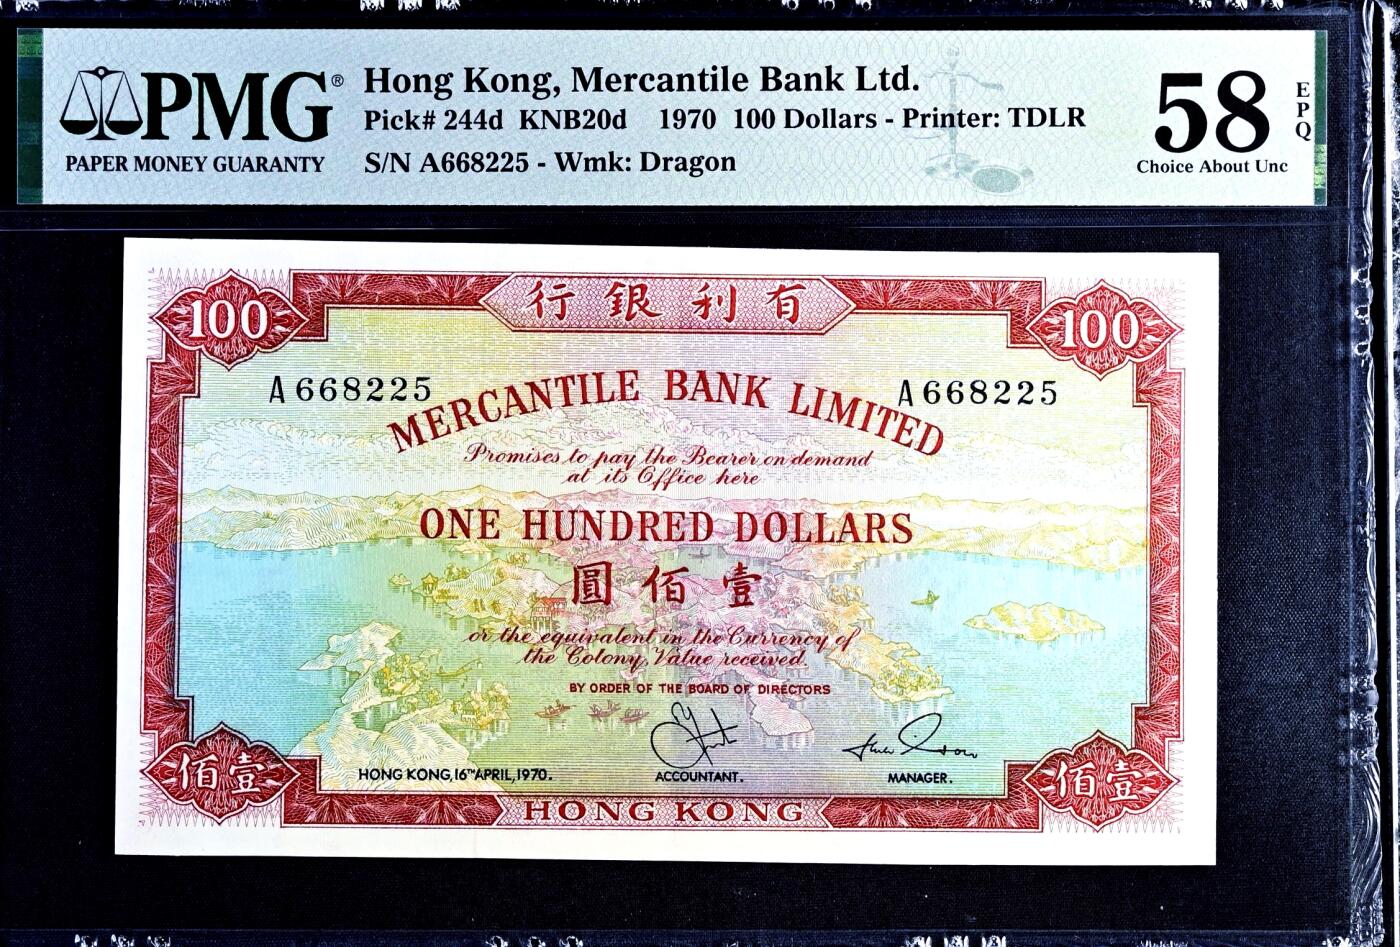 PMG®
PAPER MONEY GUARANTY
Hong Kong, Mercantile Bank Ltd.
Pick# 244d KNB20d 1970 100 Dollars - Printer: TDLR
S/N A668225 - Wmk: Dragon
58
EPQ
Choice About Unc
100
行銀利有
100
A 668225
A 668225
MERCANTILE BANK LIMITED
Promises to pay the Bearer on demand
at its Office here
ONE HUNDRED DOLLARS
圓佰壹
or the equivalent in the Currency of
the Colony, Value received.
BY ORDER OF THE BOARD OF DIRECTORS
HONG KONG, 16TH APRIL, 1970.
ACCOUNTANT.
MANAGER.
佰壹
HONG KONG
佰壹